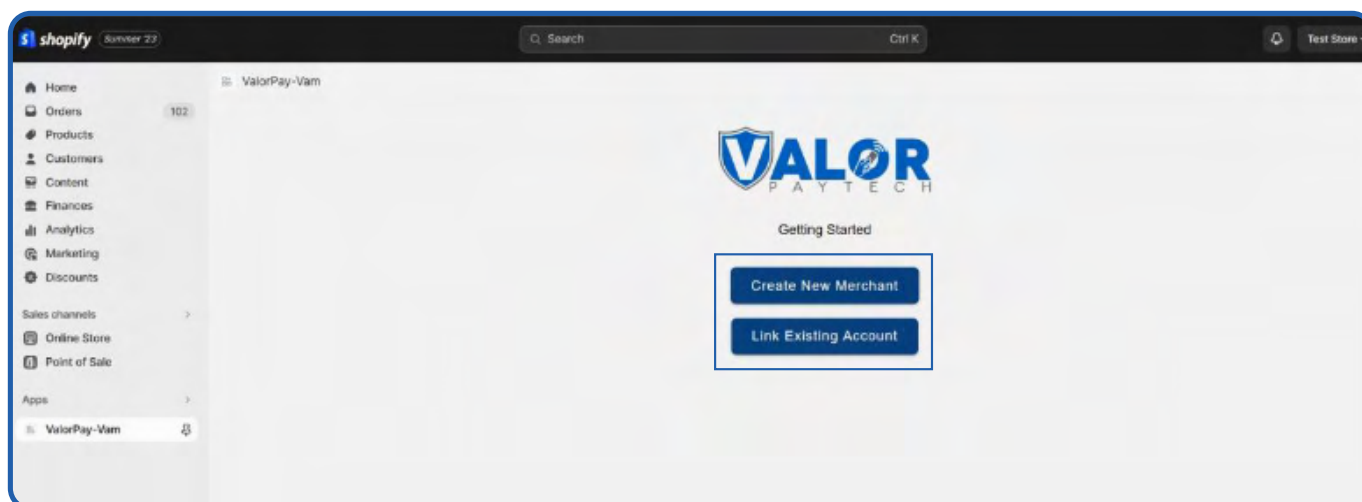 shopify Summer '23
Search Ctrl K
Test Store
Home
Orders 102
Products
Customers
Content
Finances
Analytics
Marketing
Discounts
Sales channels
Online Store
Point of Sale
Apps
ValorPay-Vam
ValorPay-Vam
VALOR
PAYTECH
Getting Started
Create New Merchant
Link Existing Account